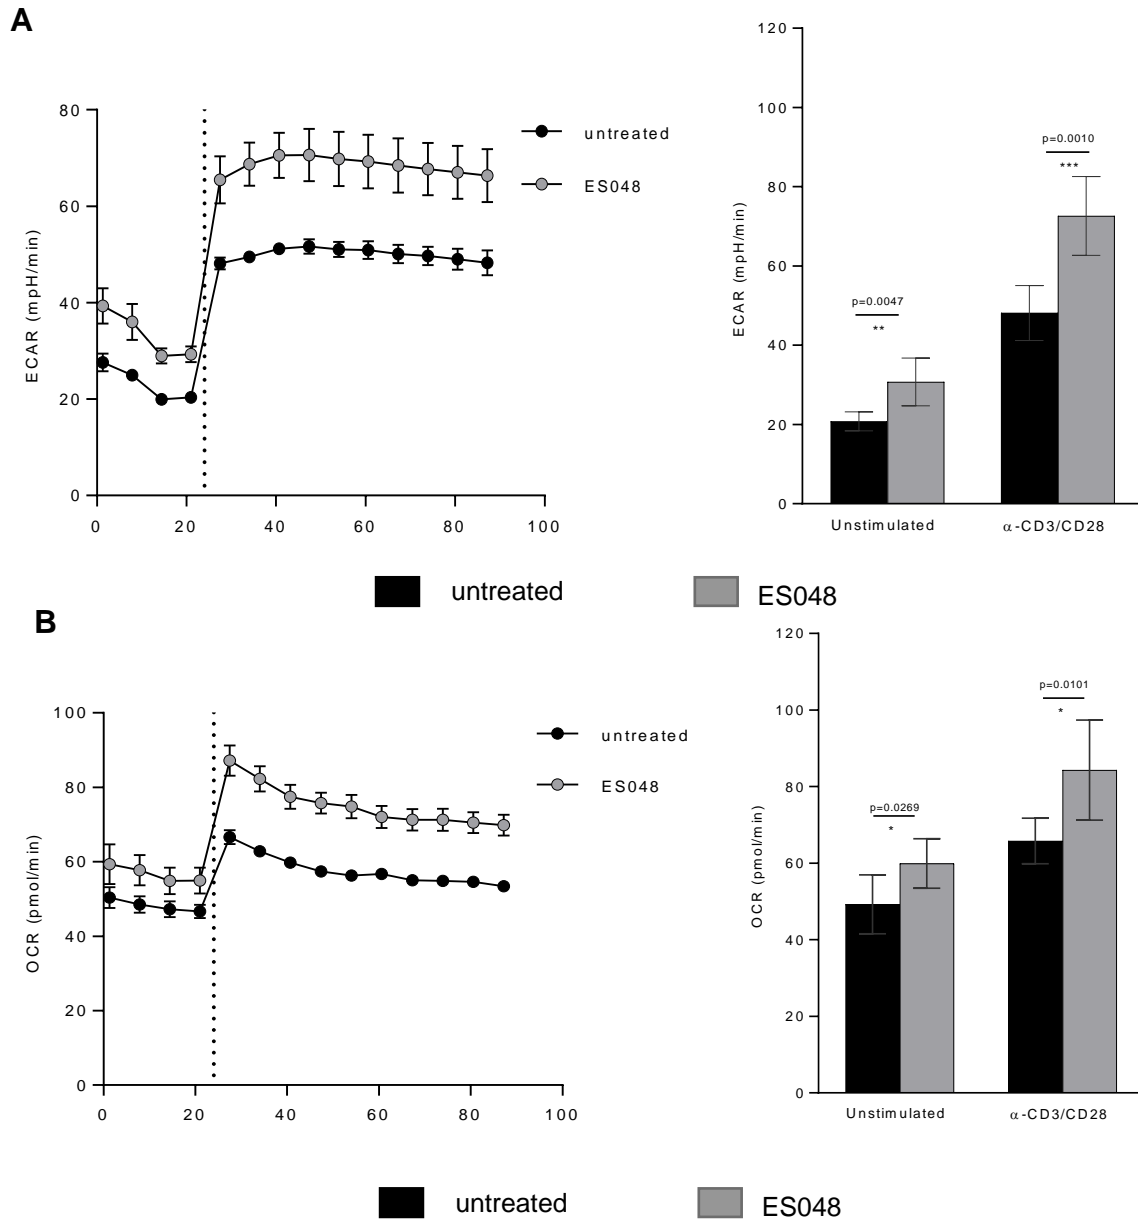 A
120
100
80
60
40
20
0
ECAR (mpH/min)
p=0.0047
**
p=0.0010
***
Unstimulated
α-CD3/CD28
80
60
40
20
0
ECAR (mpH/min)
0 20 40 60 80 100
untreated
ES048
untreated
ES048
B
120
100
80
60
40
20
0
OCR (pmol/min)
p=0.0269
*
p=0.0101
*
Unstimulated
α-CD3/CD28
100
80
60
40
20
0
OCR (pmol/min)
0 20 40 60 80 100
untreated
ES048
untreated
ES048